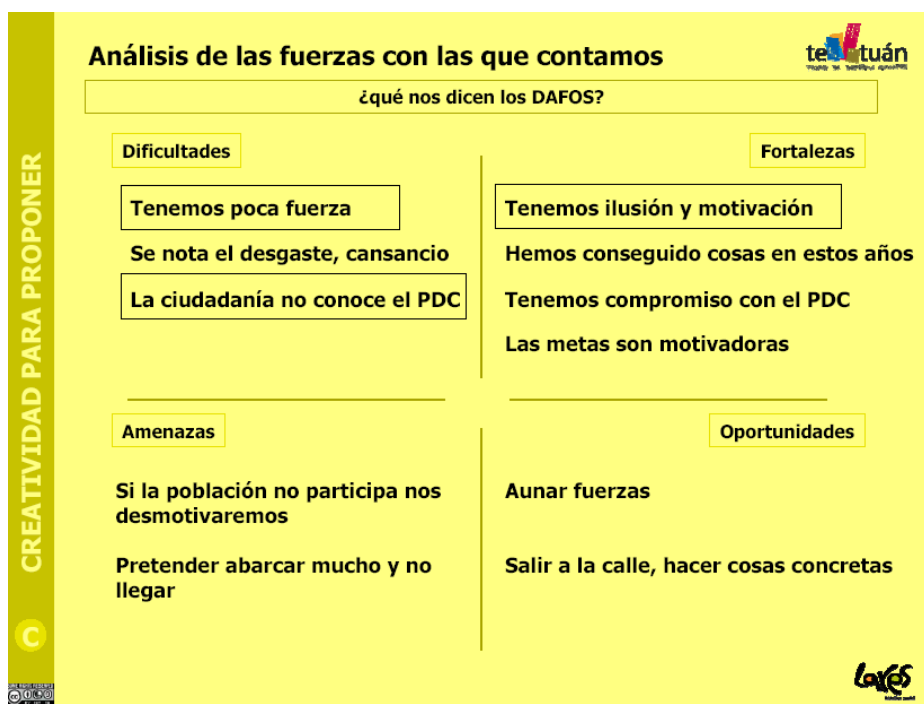 Análisis de las fuerzas con las que contamos
te tuán
¿qué nos dicen los DAFOS?
CREATIVIDAD PARA PROPONER
C
Dificultades
Tenemos poca fuerza
Se nota el desgaste, cansancio
La ciudadanía no conoce el PDC
Fortalezas
Tenemos ilusión y motivación
Hemos conseguido cosas en estos años
Tenemos compromiso con el PDC
Las metas son motivadoras
Amenazas
Si la población no participa nos
desmotivaremos
Pretender abarcar mucho y no
llegar
Oportunidades
Aunar fuerzas
Salir a la calle, hacer cosas concretas